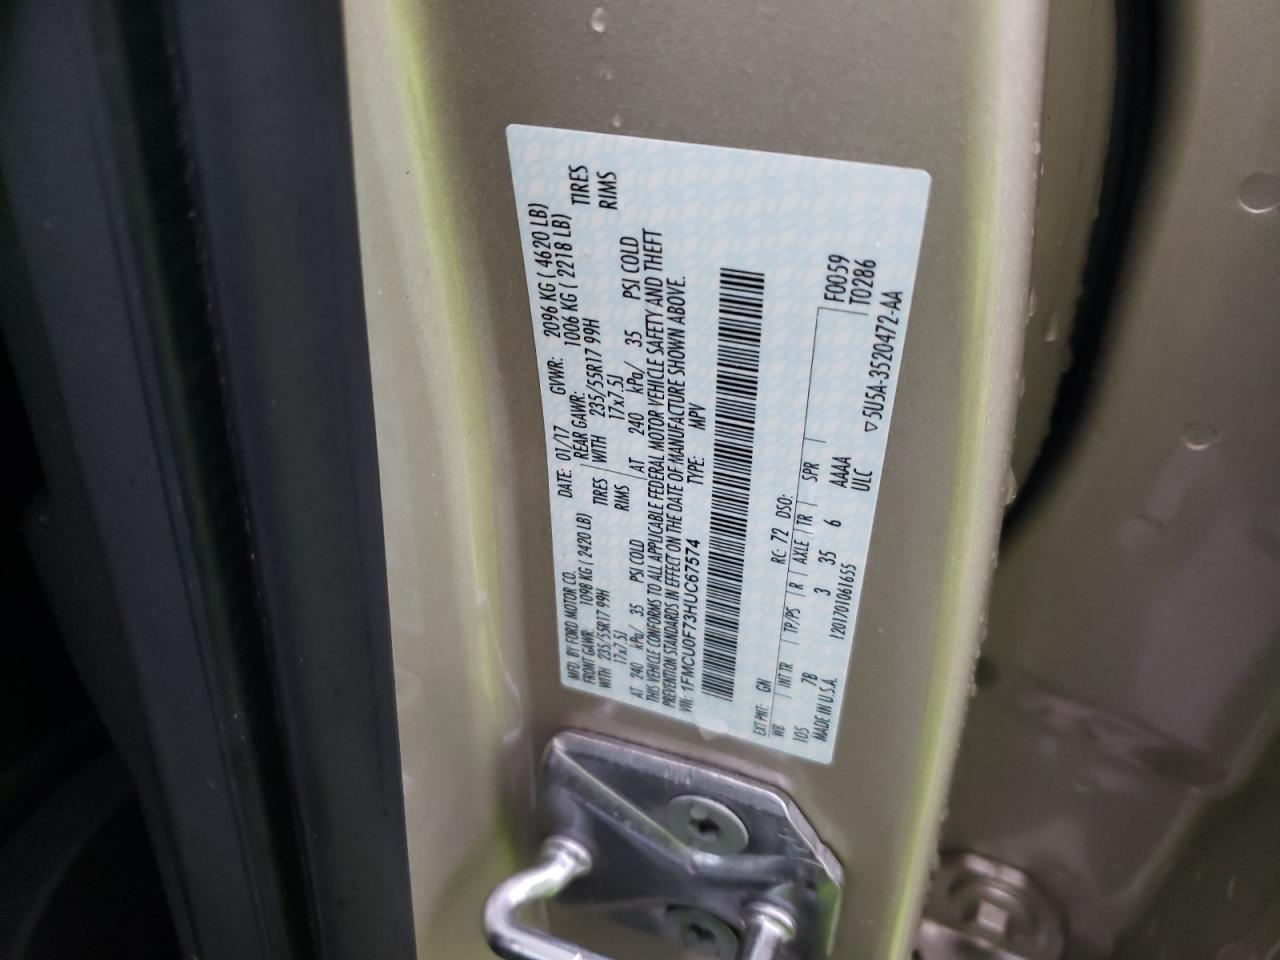 MFD. BY FORD MOTOR CO.
DATE: 01/17 GVWR: 2096 KG ( 4620 LB)
FRONT GAWR: 1098 KG ( 2420 LB) REAR GAWR: 1006 KG ( 2218 LB)
WITH 235/55R17 99H TIRES WITH 235/55R17 99H TIRES
17x7.5J RIMS 17x7.5J RIMS
AT 240 kPa/ 35 PSI COLD AT 240 kPa/ 35 PSI COLD
THIS VEHICLE CONFORMS TO ALL APPLICABLE FEDERAL MOTOR VEHICLE SAFETY AND THEFT
PREVENTION STANDARDS IN EFFECT ON THE DATE OF MANUFACTURE SHOWN ABOVE.
VIN: 1FMCU0F73HUC67574 TYPE: MPV
EXT PNT: GN RC: 72 DSO: F0059
WB INT TR TP/PS R AXLE TR SPR T0286
105 7B 3 35 6 AAAA
MADE IN U.S.A. 1201701061655 ULC
▽5U5A-3520472-AA